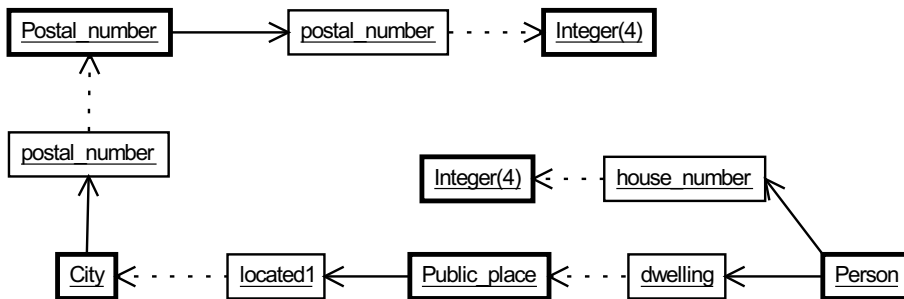 Postal_number
postal_number
Integer(4)
postal_number
Integer(4)
house_number
City
located1
Public_place
dwelling
Person